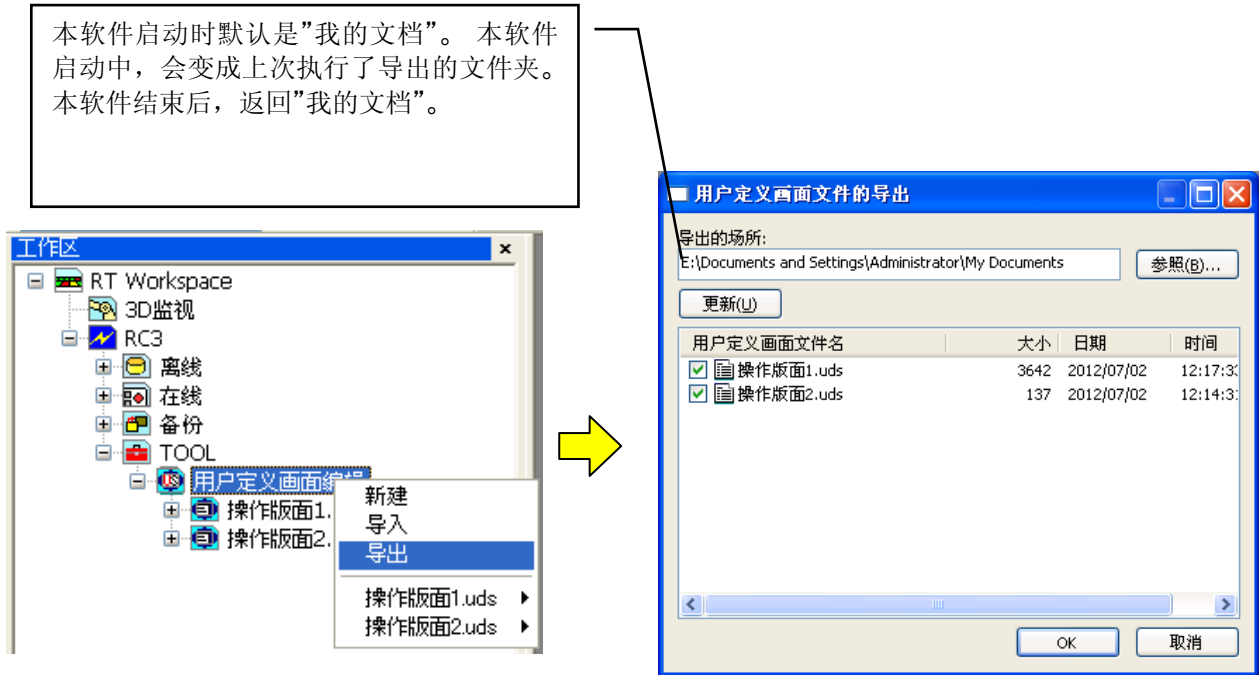 本软件启动时默认是”我的文档”。 本软件
启动中，会变成上次执行了导出的文件夹。
本软件结束后，返回”我的文档”。
工作区
RT Workspace
3D监视
RC3
离线
在线
备份
TOOL
用户定义画面编辑
操作版面1.
操作版面2.
新建
导入
导出
操作版面1.uds
操作版面2.uds
用户定义画面文件的导出
导出的场所:
E:\Documents and Settings\Administrator\My Documents
参照(B)...
更新(U)
用户定义画面文件名 大小 日期 时间
操作版面1.uds 3642 2012/07/02 12:17:3
操作版面2.uds 137 2012/07/02 12:14:3
OK 取消